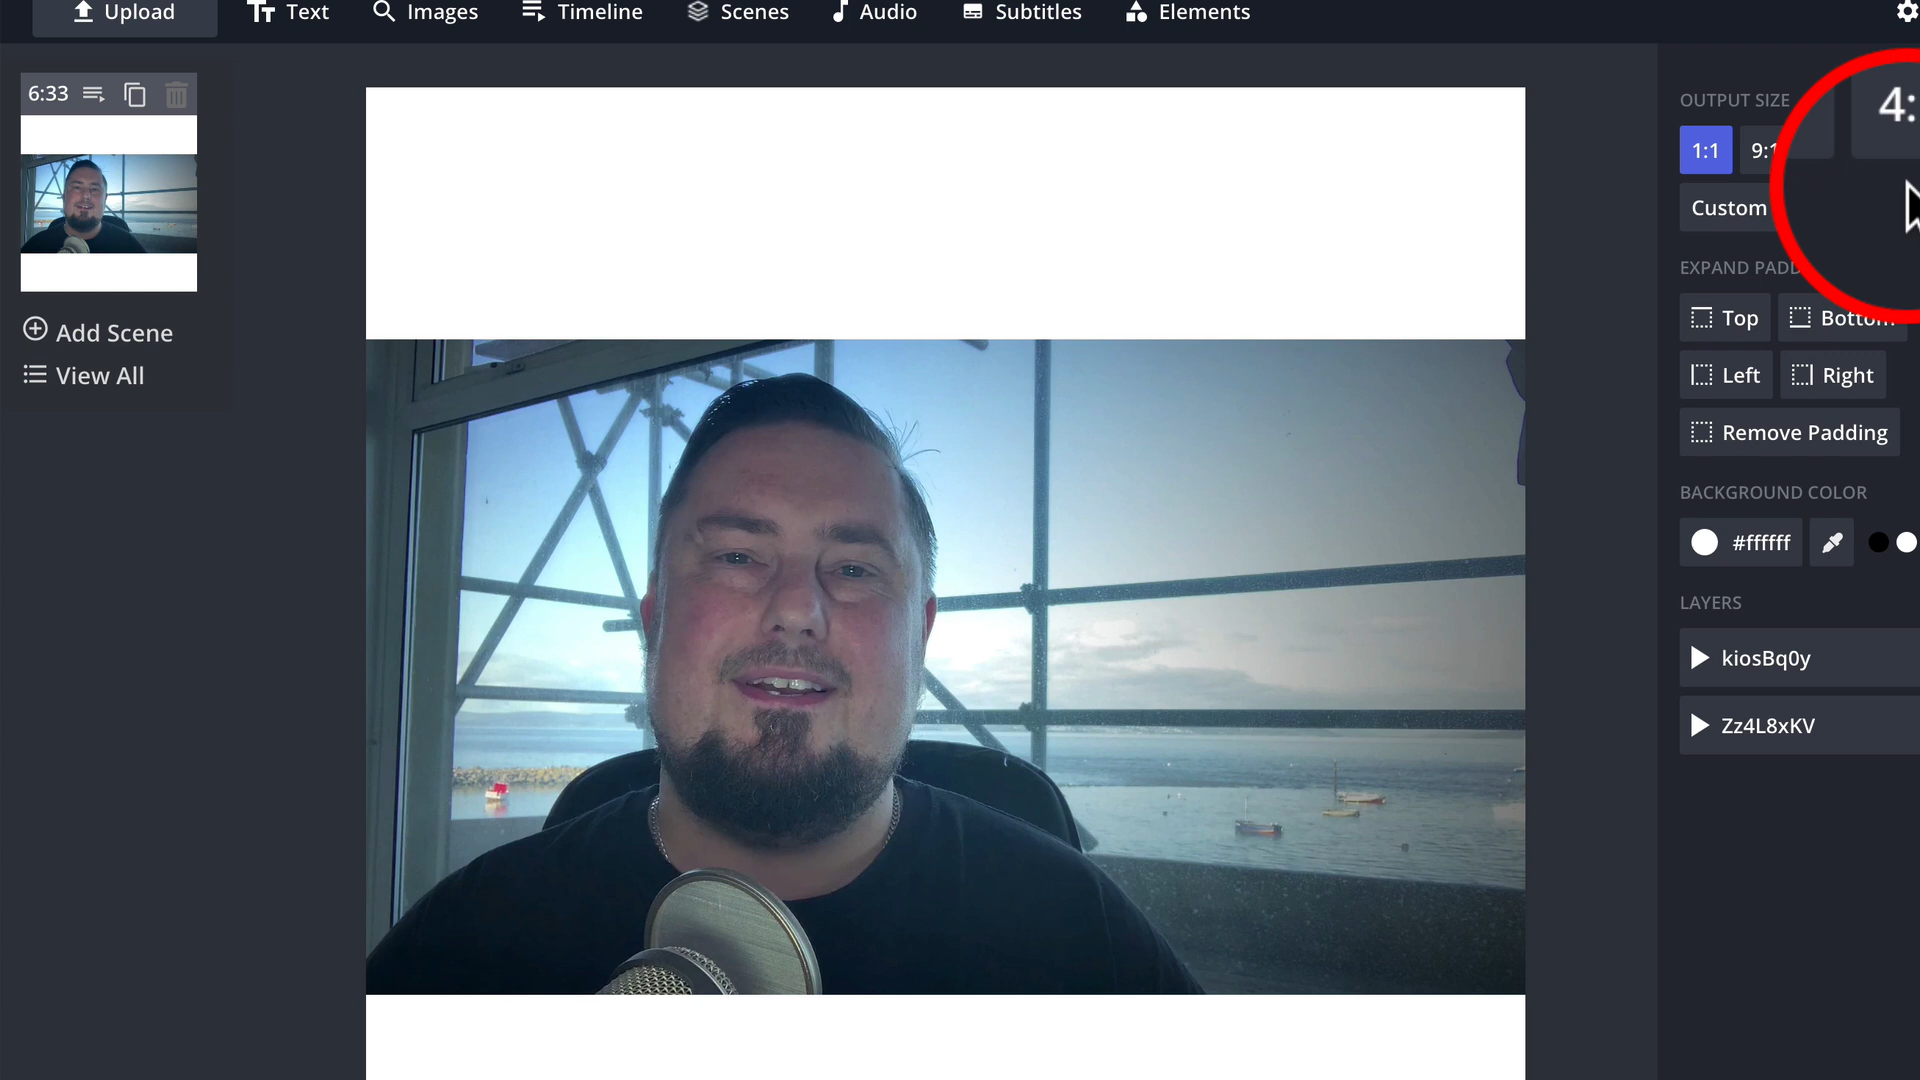 Upload Text Images Timeline Scenes Audio Subtitles Elements
6:33
Add Scene
View All
OUTPUT SIZE
4:
1:1
Custom
Top
Left Right
Remove Padding
BACKGROUND COLOR
#ffffff
LAYERS
kiosBq0y
Zz4L8xKV